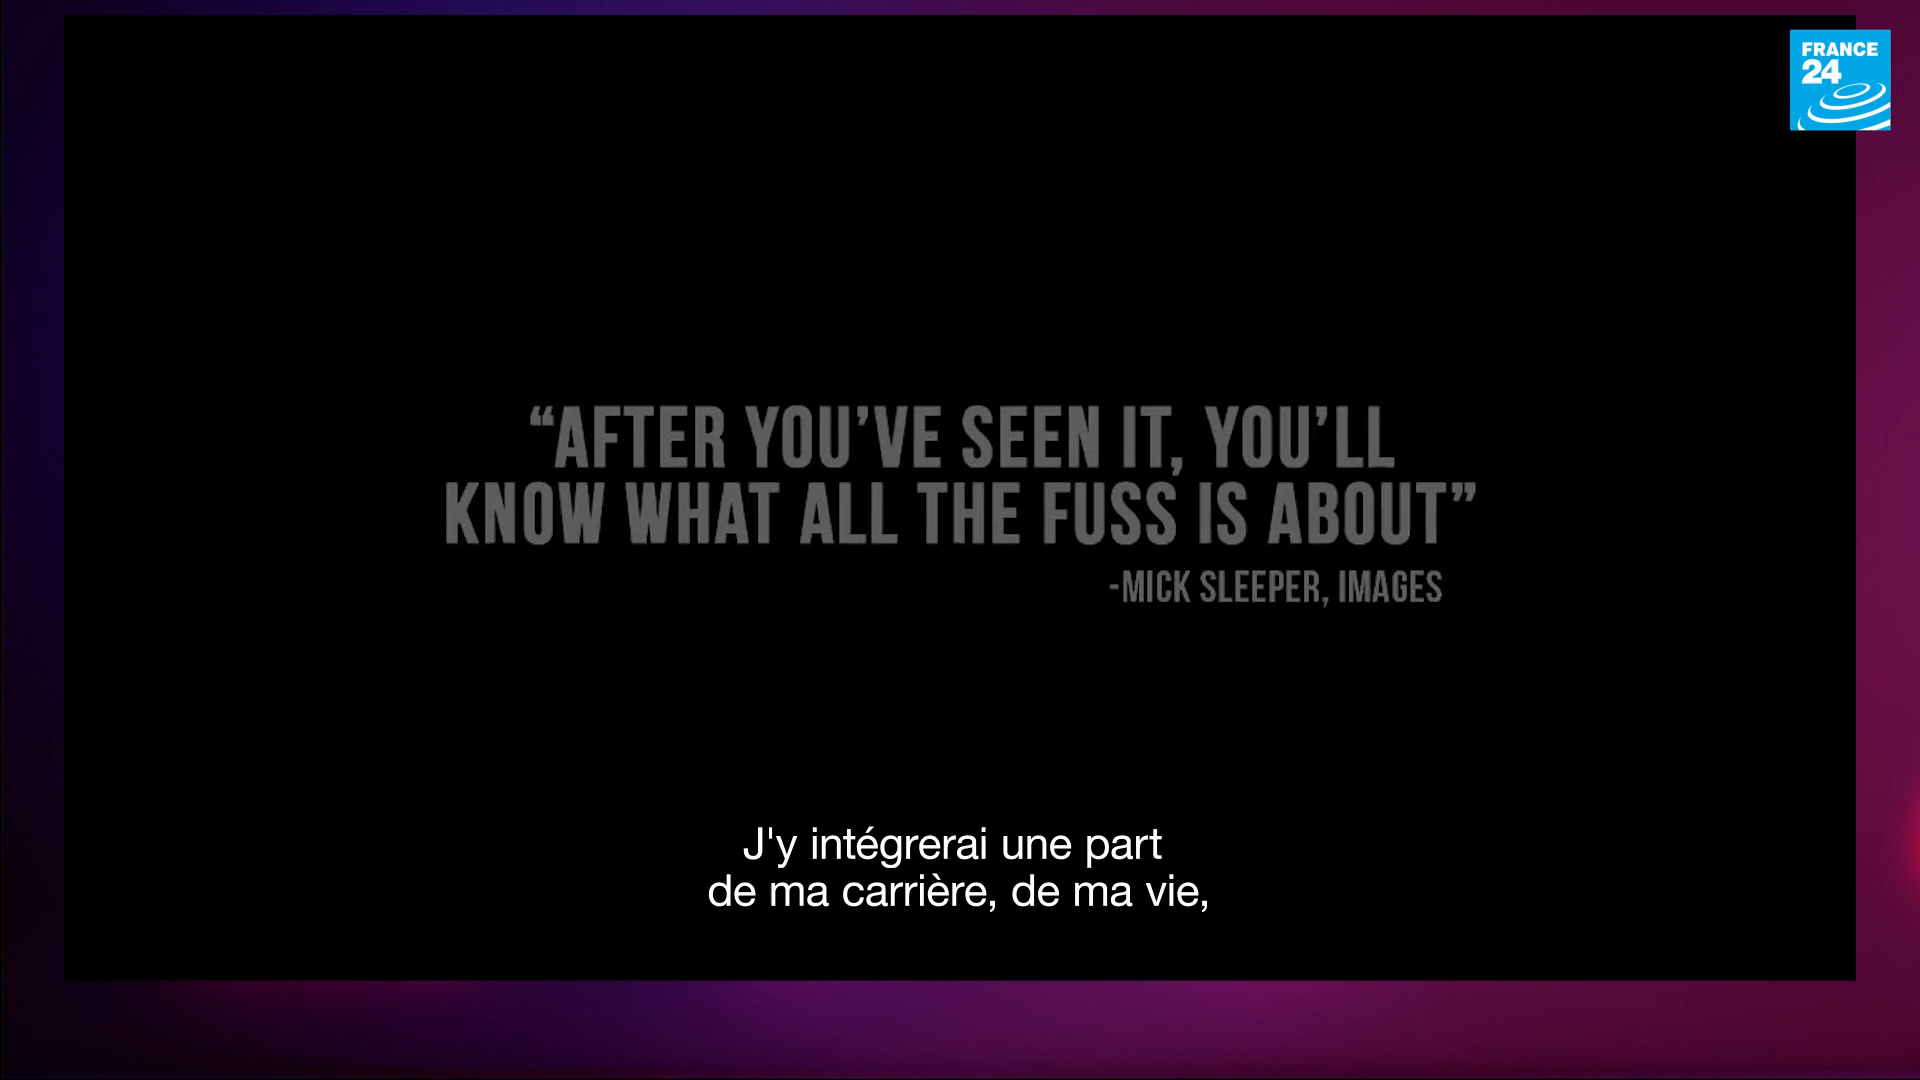 FRANCE
24
“AFTER YOU’VE SEEN IT, YOU’LL
KNOW WHAT ALL THE FUSS IS ABOUT”
-MICK SLEEPER, IMAGES
J'y intégrerai une part
de ma carrière, de ma vie,